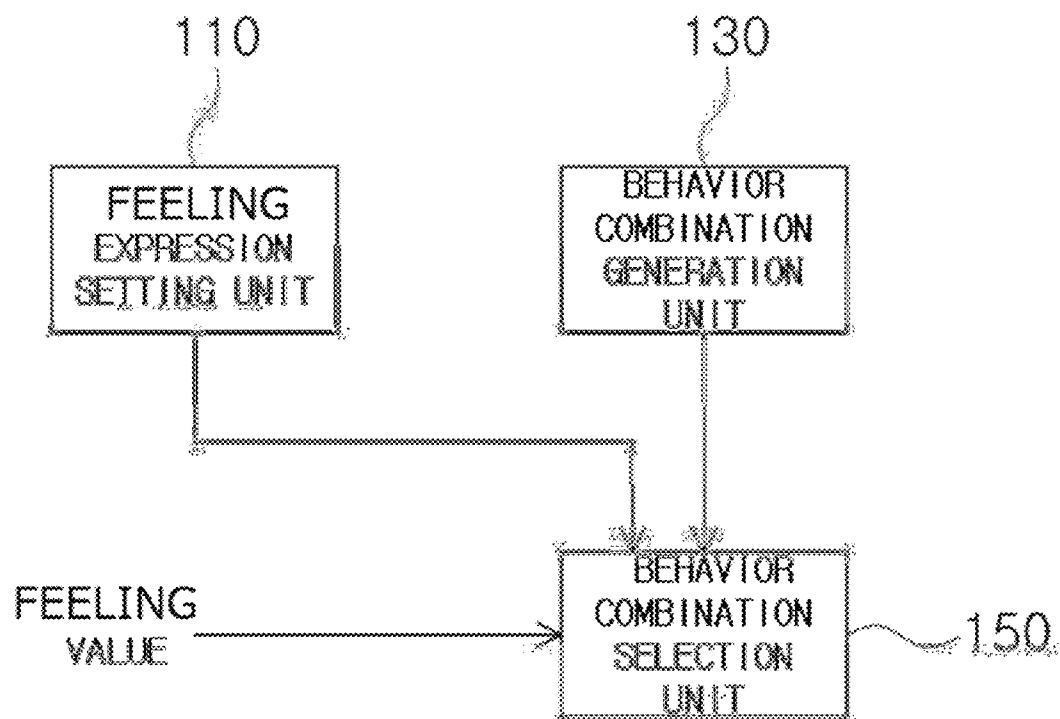 110
130
FEELING
EXPRESSION
SETTING UNIT
BEHAVIOR
COMBINATION
GENERATION
UNIT
FEELING
VALUE
BEHAVIOR
COMBINATION
SELECTION
UNIT
150